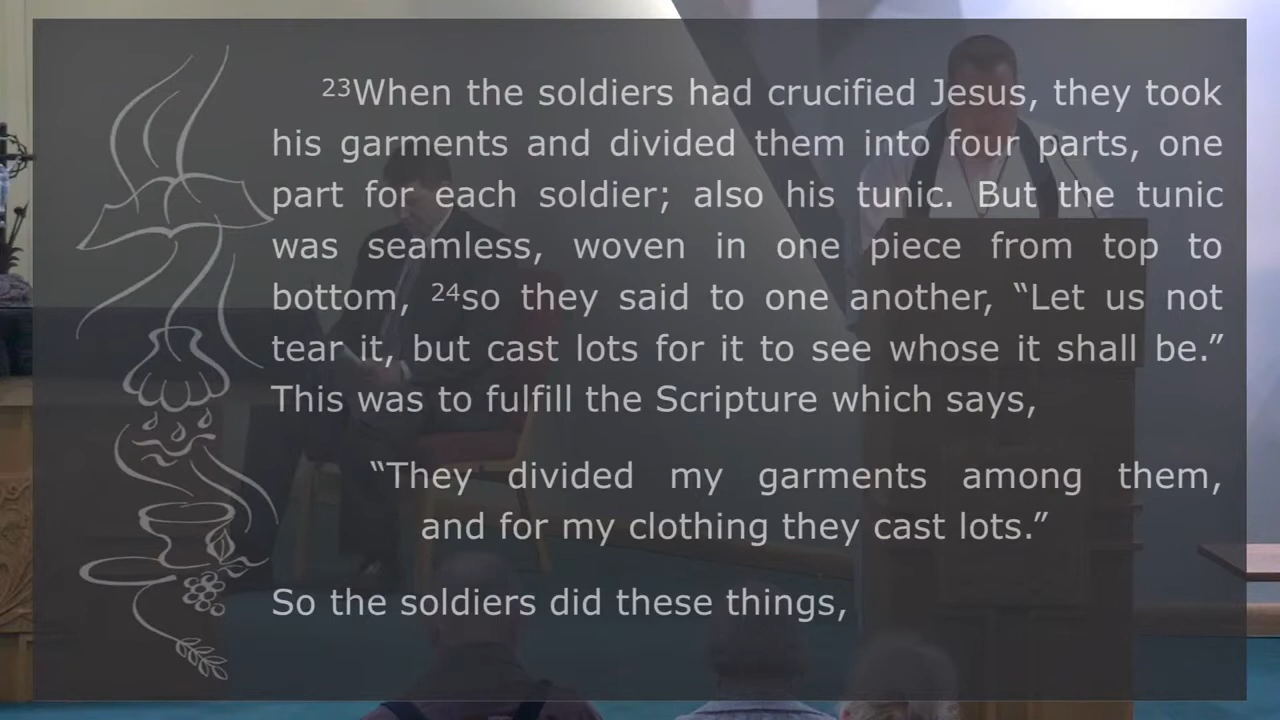 23When the soldiers had crucified Jesus, they took
his garments and divided them into four parts, one
part for each soldier; also his tunic. But the tunic
was seamless, woven in one piece from top to
bottom, 24so they said to one another, “Let us not
tear it, but cast lots for it to see whose it shall be.”
This was to fulfill the Scripture which says,
“They divided my garments among them,
and for my clothing they cast lots.”
So the soldiers did these things,